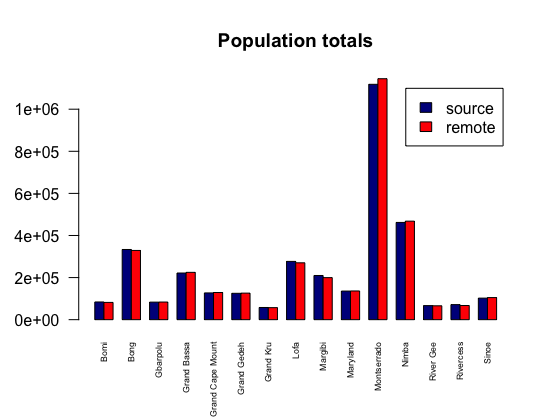 Population totals
source
remote
1e+06
8e+05
6e+05
4e+05
2e+05
0e+00
Bomi
Bong
Gbarpolu
Grand Bassa
Grand Cape Mount
Grand Gedeh
Grand Kru
Lofa
Margibi
Maryland
Montserrado
Nimba
River Gee
Rivercess
Sinoe